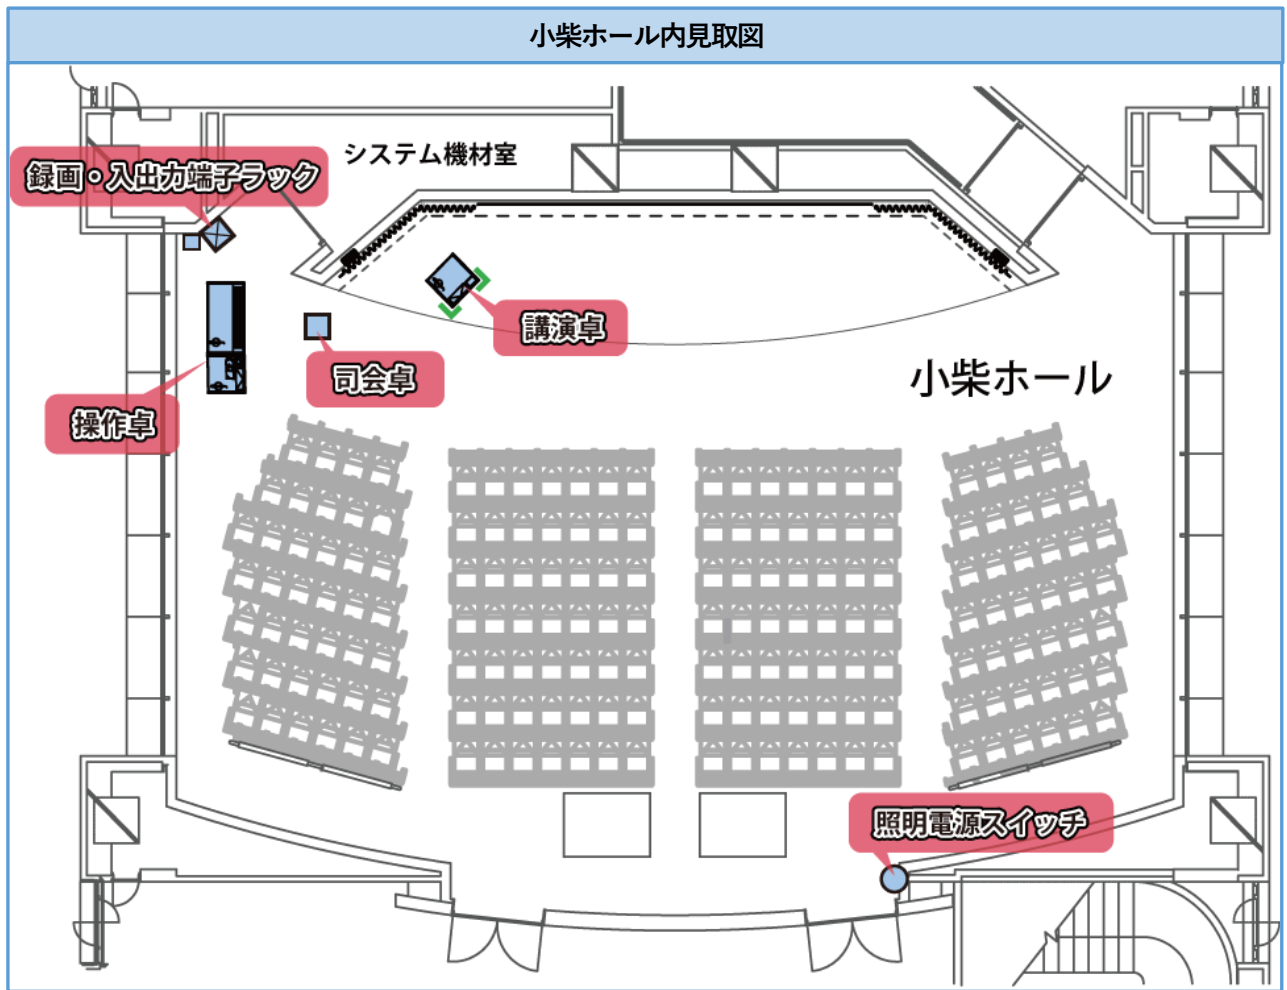 小柴ホール内見取図
システム機材室
録画・入出力端子ラック
講演卓
司会卓
小柴ホール
操作卓
照明電源スイッチ